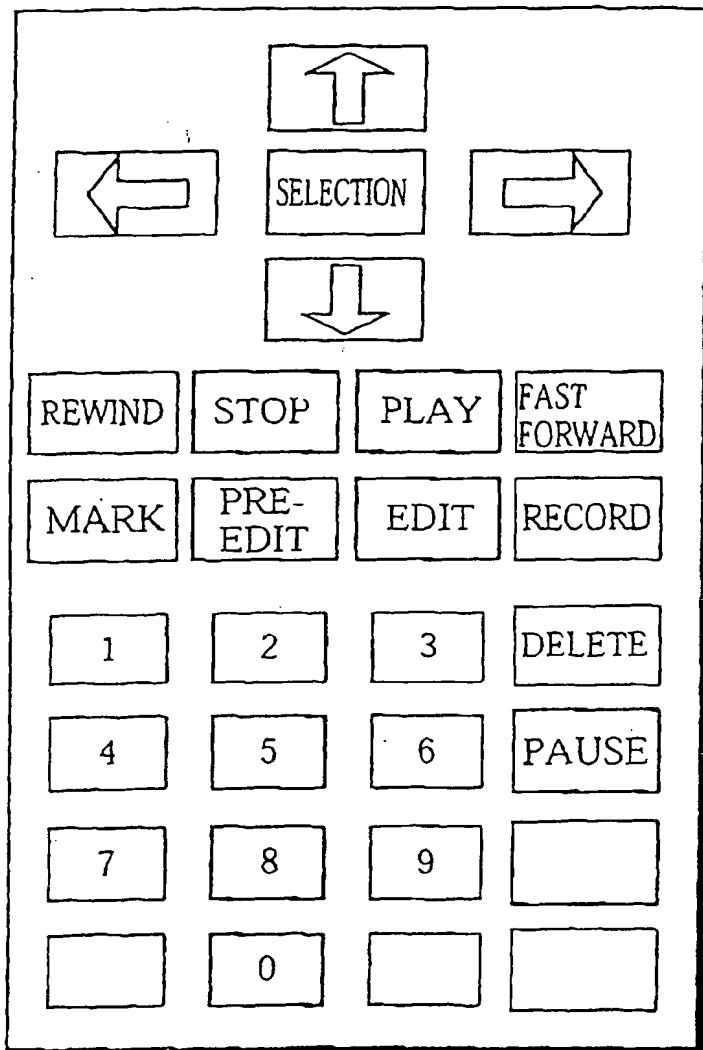 SELECTION
REWIND
STOP
PLAY
FAST
FORWARD
MARK
PRE-
EDIT
EDIT
RECORD
1
2
3
DELETE
4
5
6
PAUSE
7
8
9
0